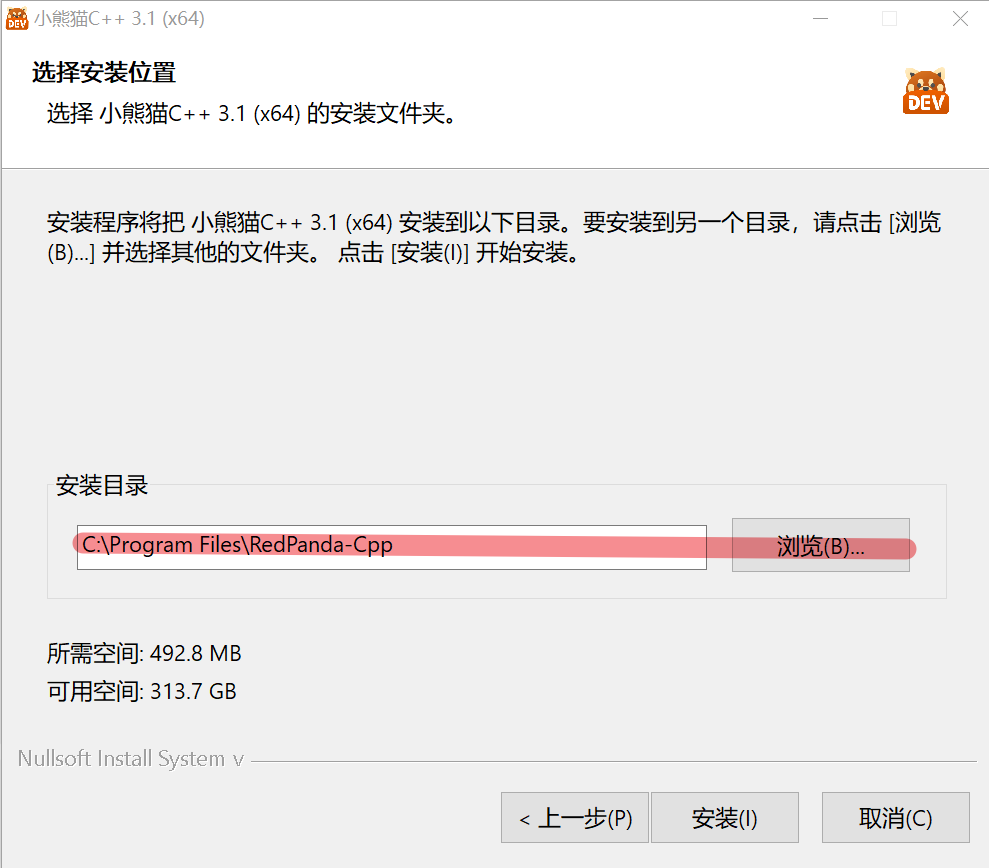 小熊猫C++ 3.1 (x64)
选择安装位置
选择 小熊猫C++ 3.1 (x64) 的安装文件夹。
DEV
安装程序将把 小熊猫C++ 3.1 (x64) 安装到以下目录。要安装到另一个目录，请点击 [浏览
(B)...] 并选择其他的文件夹。 点击 [安装(I)] 开始安装。
安装目录
C:\Program Files\RedPanda-Cpp
浏览(B)...
所需空间: 492.8 MB
可用空间: 313.7 GB
Nullsoft Install System v
< 上一步(P)
安装(I)
取消(C)